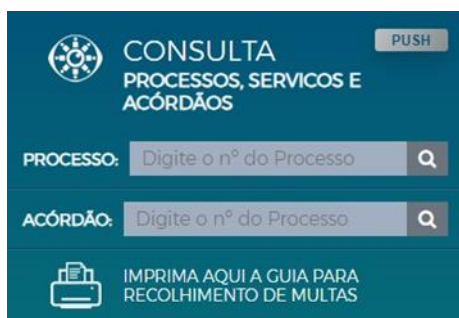 CONSULTA
PUSH
PROCESSOS, SERVICOS E
ACÓRDÃOS
PROCESSO: Digite o nº do Processo
ACÓRDÃO: Digite o nº do Processo
IMPRIMA AQUI A GUIA PARA
RECOLHIMENTO DE MULTAS